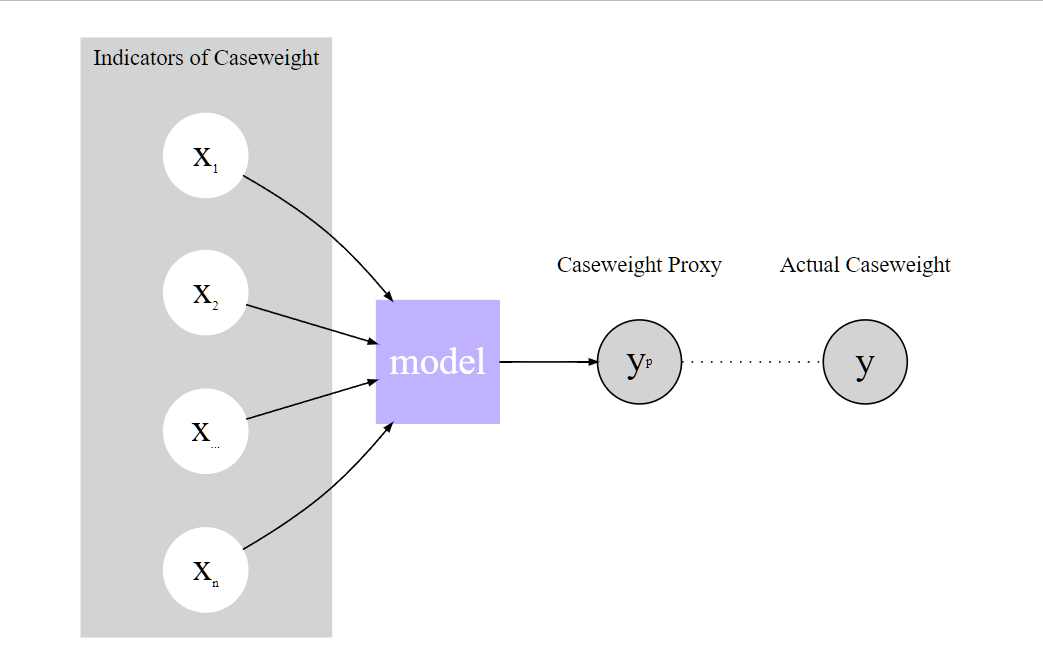 Indicators of Caseweight
X1
X2
X...
Xn
model
Caseweight Proxy
yp
Actual Caseweight
y